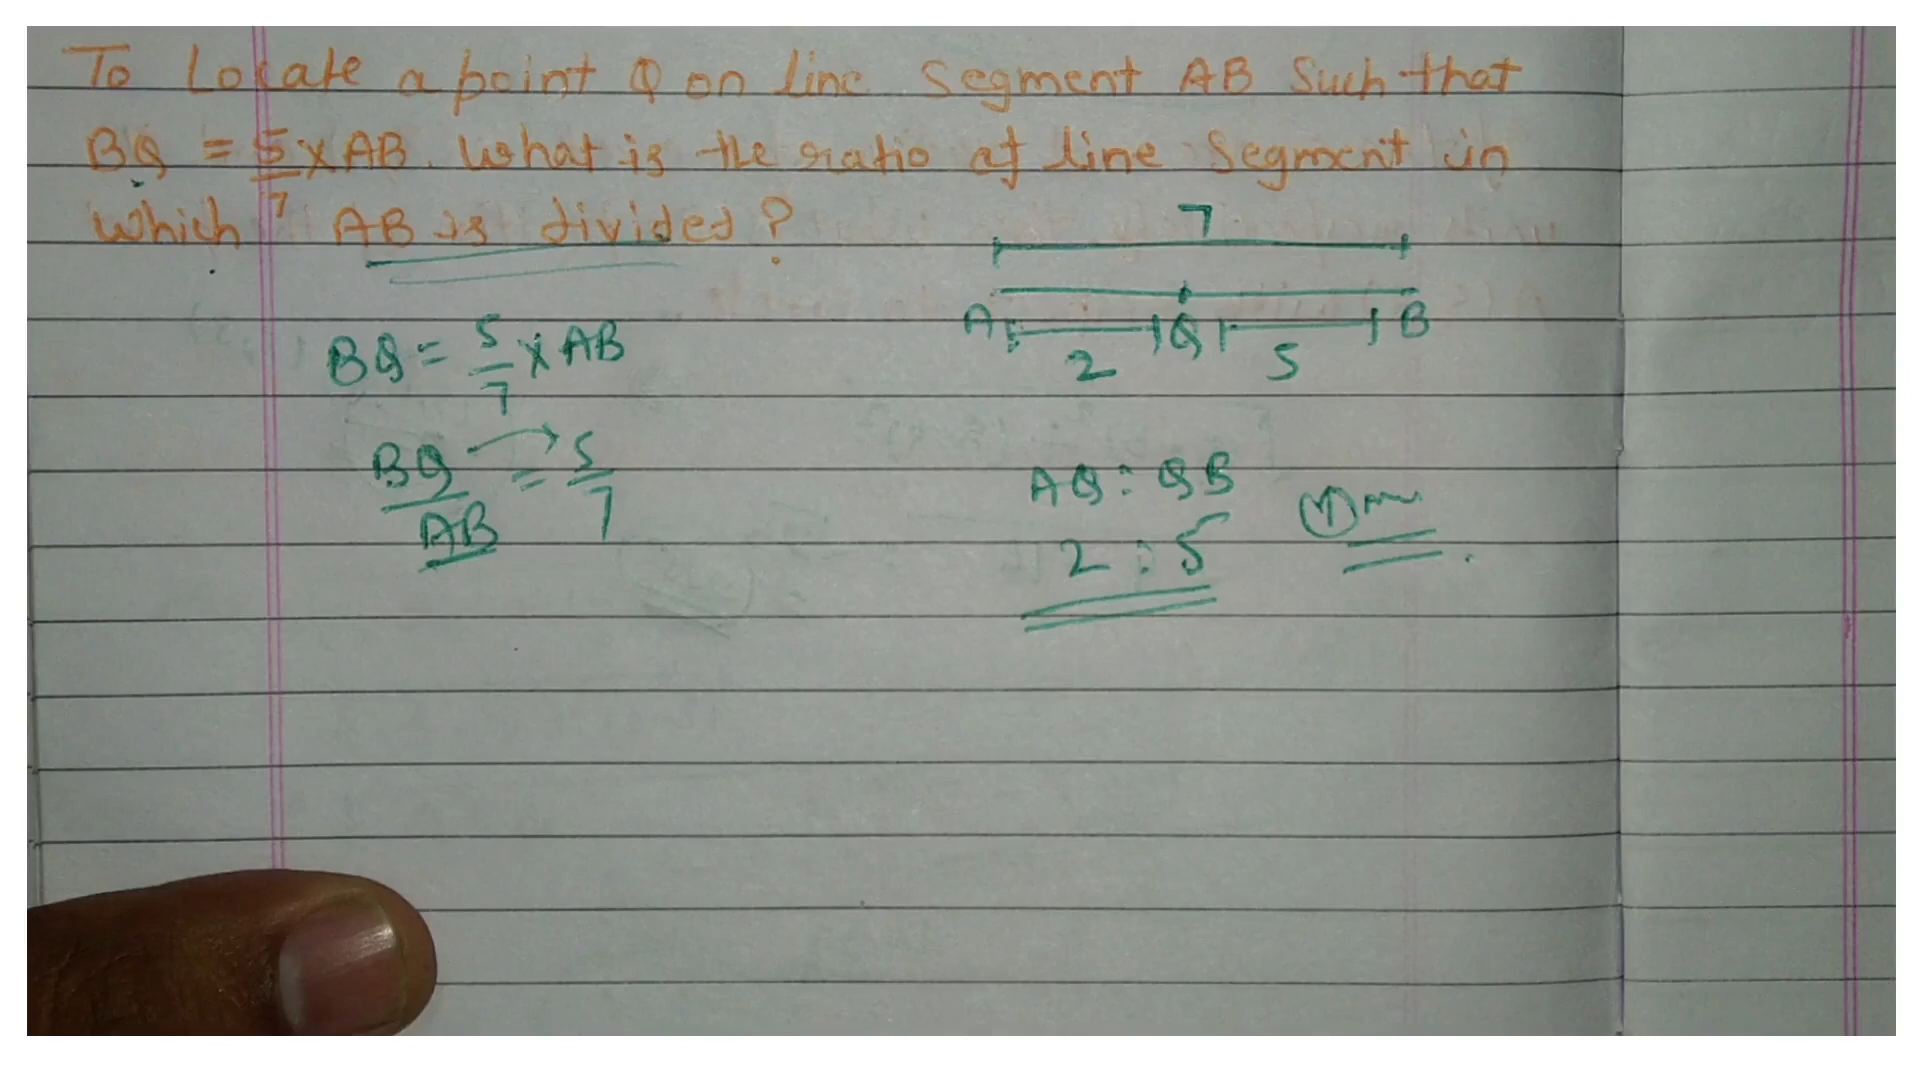 To Locate a point Q on line segment AB Such that
BQ = 5/7 X AB. What is the ratio of line Segment in
which AB is divided?
7
A Q B
2 5
BQ = 5/7 X AB
BQ/AB = 5/7
AQ : QB
2 : 5